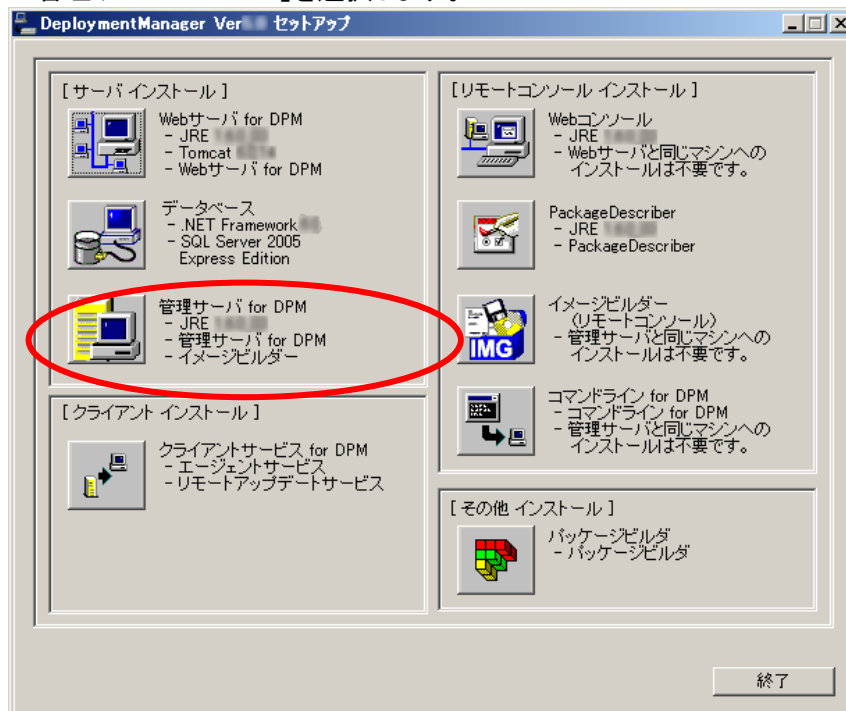 を選択します。
DeploymentManager Ver セットアップ
[ サーバ インストール ]
Webサーバ for DPM
- JRE
- Tomcat
- Webサーバ for DPM
データベース
- .NET Framework
- SQL Server 2005
Express Edition
管理サーバ for DPM
- JRE
- 管理サーバ for DPM
- イメージビルダー
[ クライアント インストール ]
クライアントサービス for DPM
- エージェントサービス
- リモートアップデートサービス
[ リモートコンソール インストール ]
Webコンソール
- JRE
- Webサーバと同じマシンへの
インストールは不要です。
PackageDescriber
- JRE
- PackageDescriber
IMG
イメージビルダー
(リモートコンソール)
- 管理サーバと同じマシンへの
インストールは不要です。
コマンドライン for DPM
- コマンドライン for DPM
- 管理サーバと同じマシンへの
インストールは不要です。
[ その他 インストール ]
パッケージビルダ
- パッケージビルダ
終了